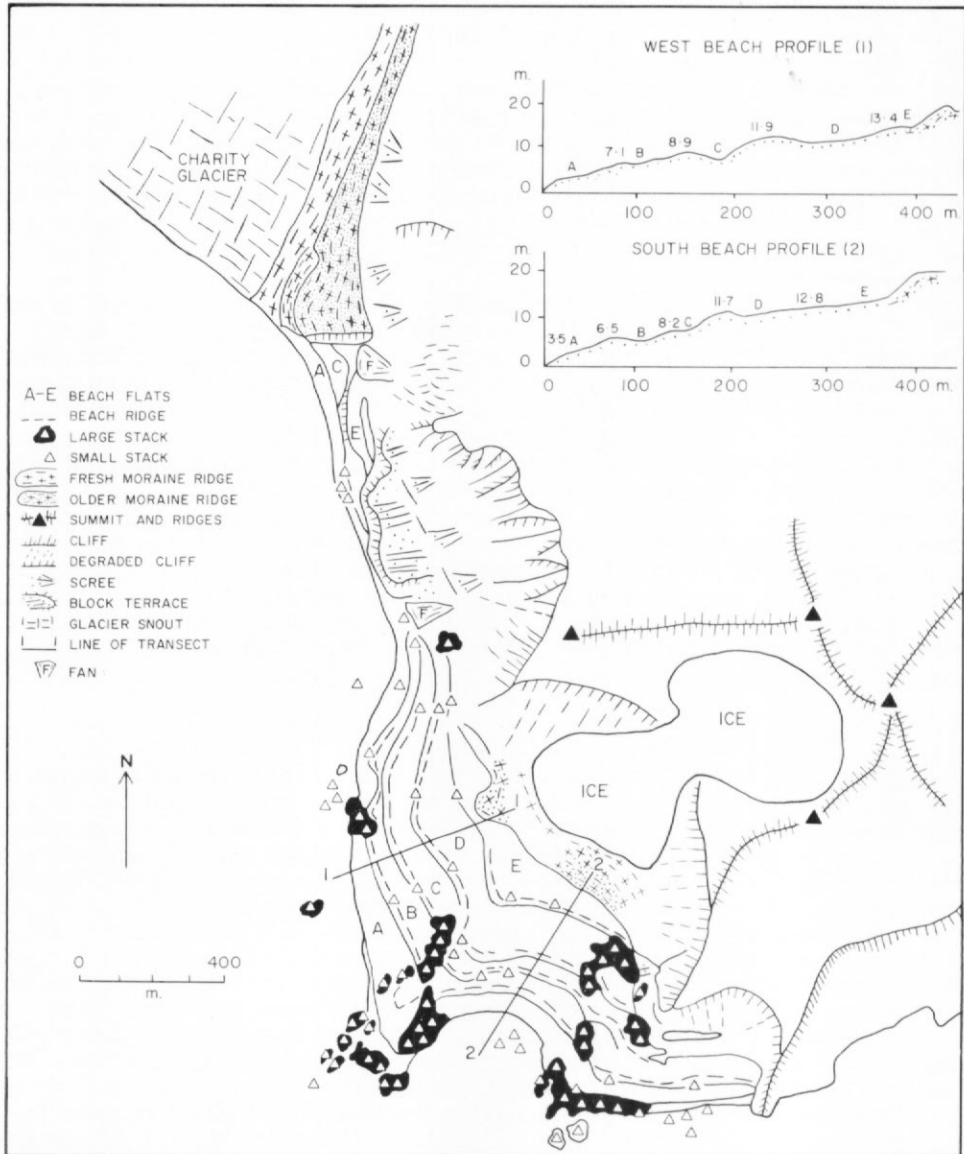 WEST BEACH PROFILE (1)
m.
20
10
0
A
7·1
B
8·9
C
11·9
D
13·4
E
0
100
200
300
400 m.
SOUTH BEACH PROFILE (2)
m.
20
10
0
3·5
A
6·5
B
8·2
C
11·7
D
12·8
E
0
100
200
300
400 m.
CHARITY
GLACIER
A
C
F
E
A-E BEACH FLATS
BEACH RIDGE
LARGE STACK
SMALL STACK
FRESH MORAINE RIDGE
OLDER MORAINE RIDGE
SUMMIT AND RIDGES
CLIFF
DEGRADED CLIFF
SCREE
BLOCK TERRACE
GLACIER SNOUT
LINE OF TRANSECT
F FAN
F
N
ICE
ICE
1
D
E
2
1
C
B
A
0 400
m.
2